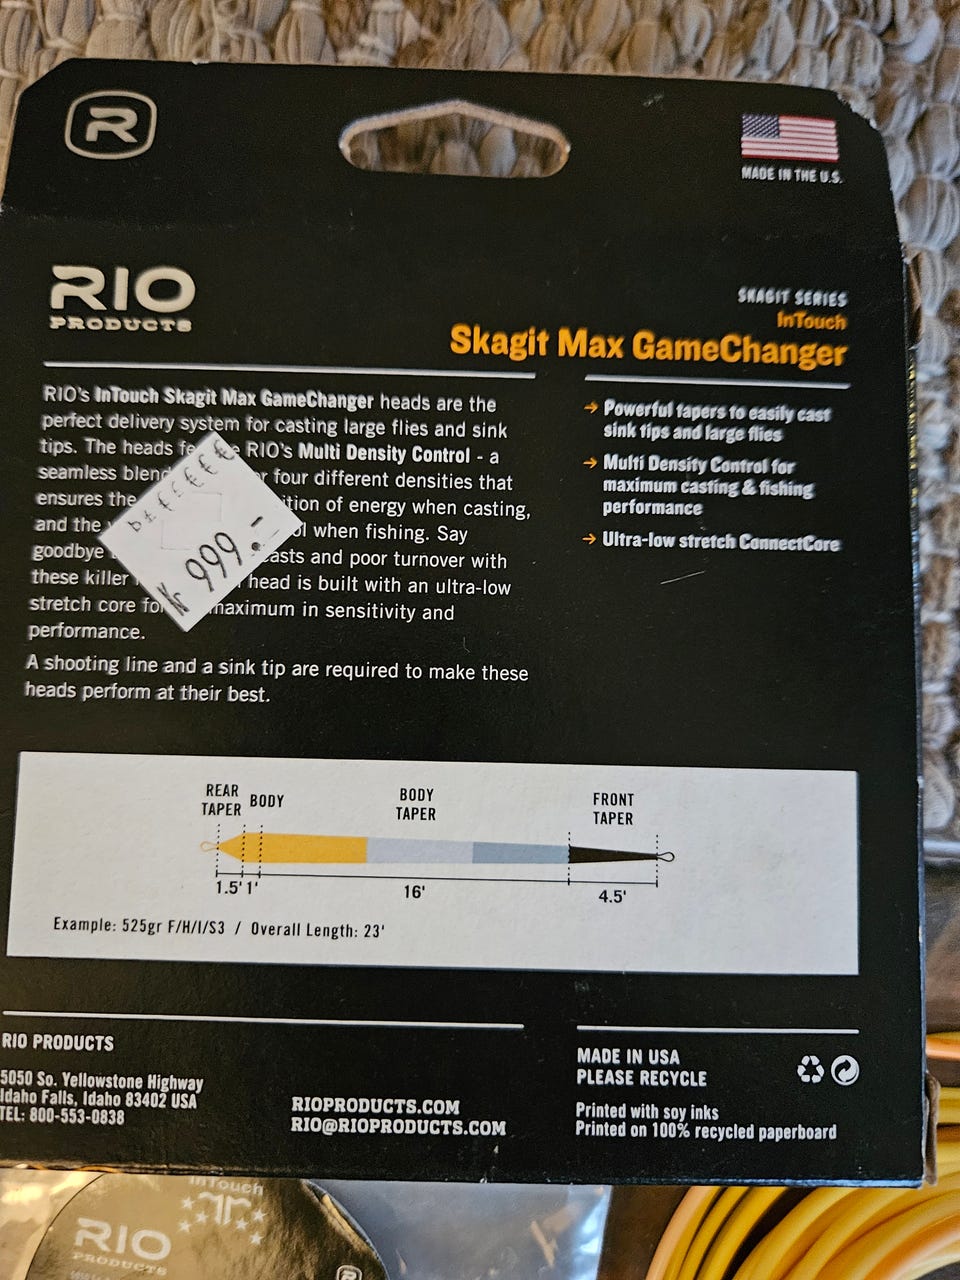 R
MADE IN THE U.S.
RIO
PRODUCTS
SKAGIT SERIES
InTouch
Skagit Max GameChanger
RIO's InTouch Skagit Max GameChanger heads are the
perfect delivery system for casting large flies and sink
tips. The heads RIO's Multi Density Control - a
seamless four different densities that
ensures the of energy when casting,
and the when fishing. Say
goodbye and poor turnover with
these killer head is built with an ultra-low
stretch core maximum in sensitivity and
performance.
A shooting line and a sink tip are required to make these
heads perform at their best.
Kr 999.-
→ Powerful tapers to easily cast
sink tips and large flies
→ Multi Density Control for
maximum casting & fishing
performance
→ Ultra-low stretch ConnectCore
REAR
TAPER
BODY
BODY
TAPER
FRONT
TAPER
1.5' 1' 16' 4.5'
Example: 525gr F/H/I/S3 / Overall Length: 23'
RIO PRODUCTS
5050 So. Yellowstone Highway
Idaho Falls, Idaho 83402 USA
TEL: 800-553-0838
RIOPRODUCTS.COM
RIO@RIOPRODUCTS.COM
MADE IN USA
PLEASE RECYCLE
Printed with soy inks
Printed on 100% recycled paperboard
InTouch
RIO
PRODUCTS
R